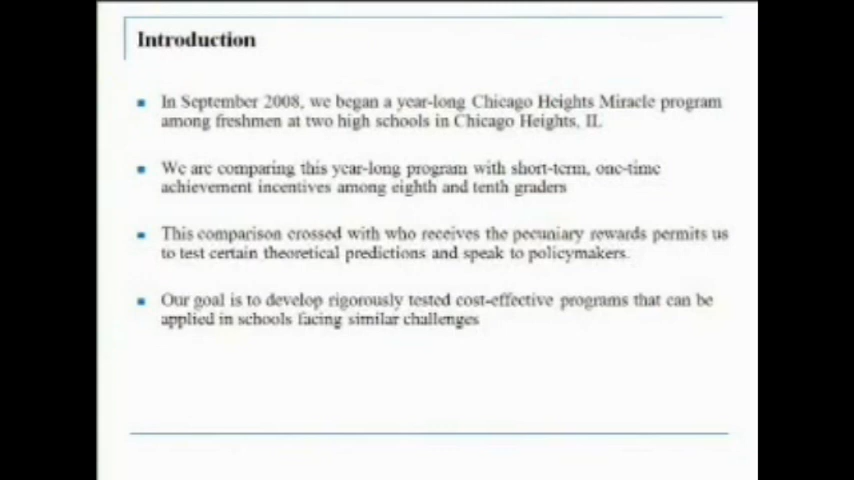 Introduction
In September 2008, we began a year-long Chicago Heights Miracle program
among freshmen at two high schools in Chicago Heights, IL
We are comparing this year-long program with short-term, one-time
achievement incentives among eighth and tenth graders
This comparison crossed with who receives the pecuniary rewards permits us
to test certain theoretical predictions and speak to policymakers.
Our goal is to develop rigorously tested cost-effective programs that can be
applied in schools facing similar challenges